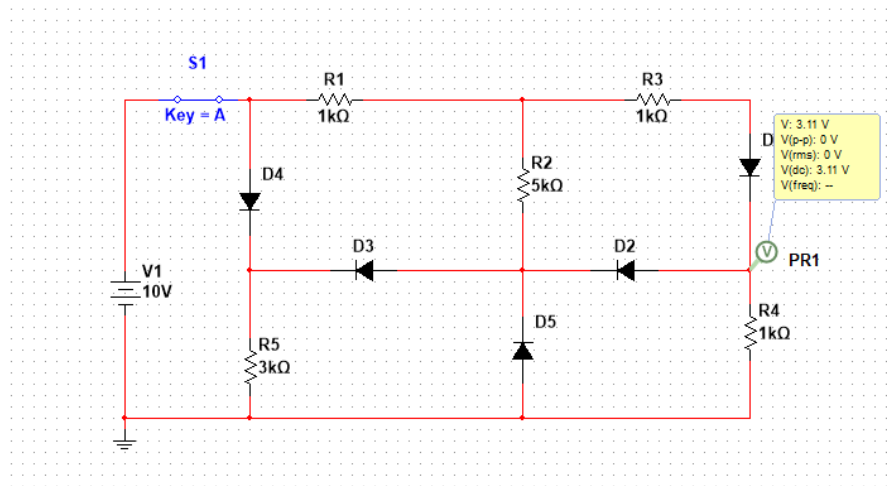 S1
Key = A
R1
1kΩ
R3
1kΩ
D
V: 3.11 V
V(p-p): 0 V
V(rms): 0 V
V(dc): 3.11 V
V(freq): --
D4
R2
5kΩ
D3
D2
PR1
V
V1
10V
R4
1kΩ
D5
R5
3kΩ